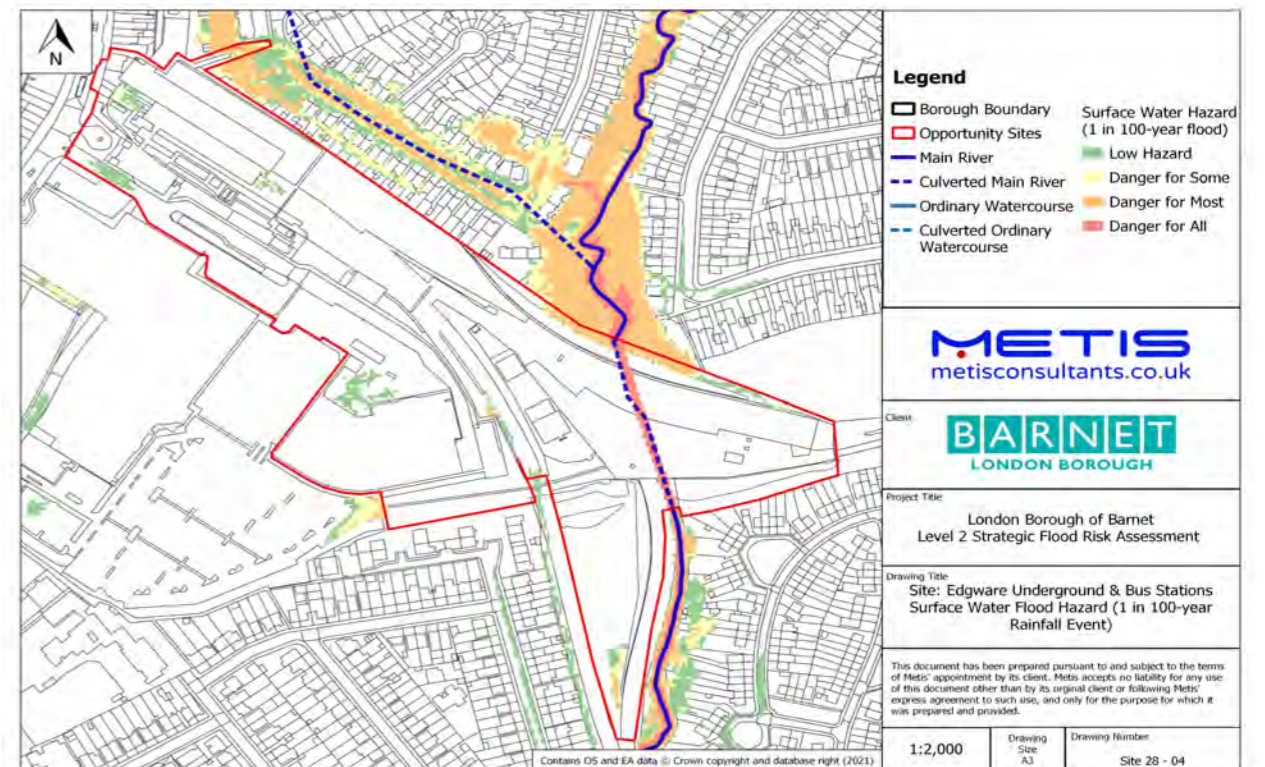 N
Legend
Borough Boundary
Opportunity Sites
Main River
Culverted Main River
Ordinary Watercourse
Culverted Ordinary
Watercourse
Surface Water Hazard
(1 in 100-year flood)
Low Hazard
Danger for Some
Danger for Most
Danger for All
METIS
metisconsultants.co.uk
Client
BARNET
LONDON BOROUGH
Project Title
London Borough of Barnet
Level 2 Strategic Flood Risk Assessment
Drawing Title
Site: Edgware Underground & Bus Stations
Surface Water Flood Hazard (1 in 100-year
Rainfall Event)
This document has been prepared pursuant to and subject to the terms
of Metis' appointment by its client. Metis accepts no liability for any use
of this document other than by its orginal client or following Metis'
express agreement to such use, and only for the purpose for which it
was prepared and provided.
1:2,000
Drawing
Size
A3
Drawing Number
Site 28 - 04
Contains OS and EA data © Crown copyright and database right (2021)